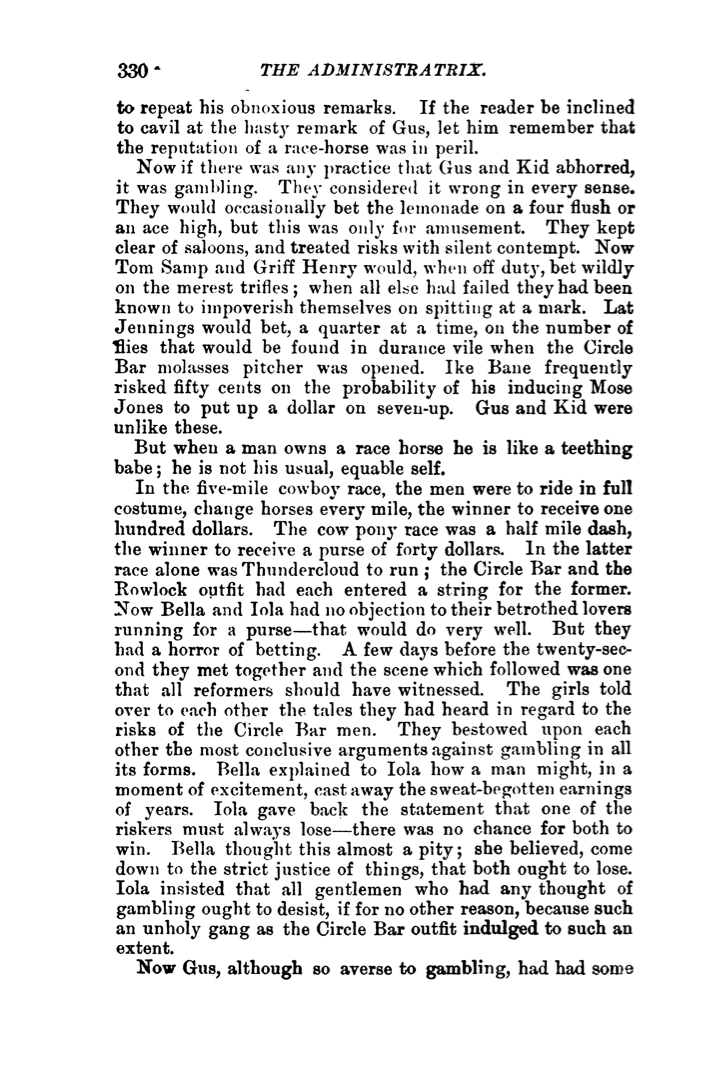 330 THE ADMINISTRATRIX.
to repeat his obnoxious remarks. If the reader be inclined
to cavil at the hasty remark of Gus, let him remember that
the reputation of a race-horse was in peril.
Now if there was any practice that Gus and Kid abhorred,
it was gambling. They considered it wrong in every sense.
They would occasionally bet the lemonade on a four flush or
an ace high, but this was only for amusement. They kept
clear of saloons, and treated risks with silent contempt. Now
Tom Samp and Griff Henry would, when off duty, bet wildly
on the merest trifles; when all else had failed they had been
known to impoverish themselves on spitting at a mark. Lat
Jennings would bet, a quarter at a time, on the number of
flies that would be found in durance vile when the Circle
Bar molasses pitcher was opened. Ike Bane frequently
risked fifty cents on the probability of his inducing Mose
Jones to put up a dollar on seven-up. Gus and Kid were
unlike these.
But when a man owns a race horse he is like a teething
babe; he is not his usual, equable self.
In the five-mile cowboy race, the men were to ride in full
costume, change horses every mile, the winner to receive one
hundred dollars. The cow pony race was a half mile dash,
the winner to receive a purse of forty dollars. In the latter
race alone was Thundercloud to run; the Circle Bar and the
Rowlock outfit had each entered a string for the former.
Now Bella and Iola had no objection to their betrothed lovers
running for a purse—that would do very well. But they
had a horror of betting. A few days before the twenty-sec-
ond they met together and the scene which followed was one
that all reformers should have witnessed. The girls told
over to each other the tales they had heard in regard to the
risks of the Circle Bar men. They bestowed upon each
other the most conclusive arguments against gambling in all
its forms. Bella explained to Iola how a man might, in a
moment of excitement, cast away the sweat-begotten earnings
of years. Iola gave back the statement that one of the
riskers must always lose—there was no chance for both to
win. Bella thought this almost a pity; she believed, come
down to the strict justice of things, that both ought to lose.
Iola insisted that all gentlemen who had any thought of
gambling ought to desist, if for no other reason, because such
an unholy gang as the Circle Bar outfit indulged to such an
extent.
Now Gus, although so averse to gambling, had had some